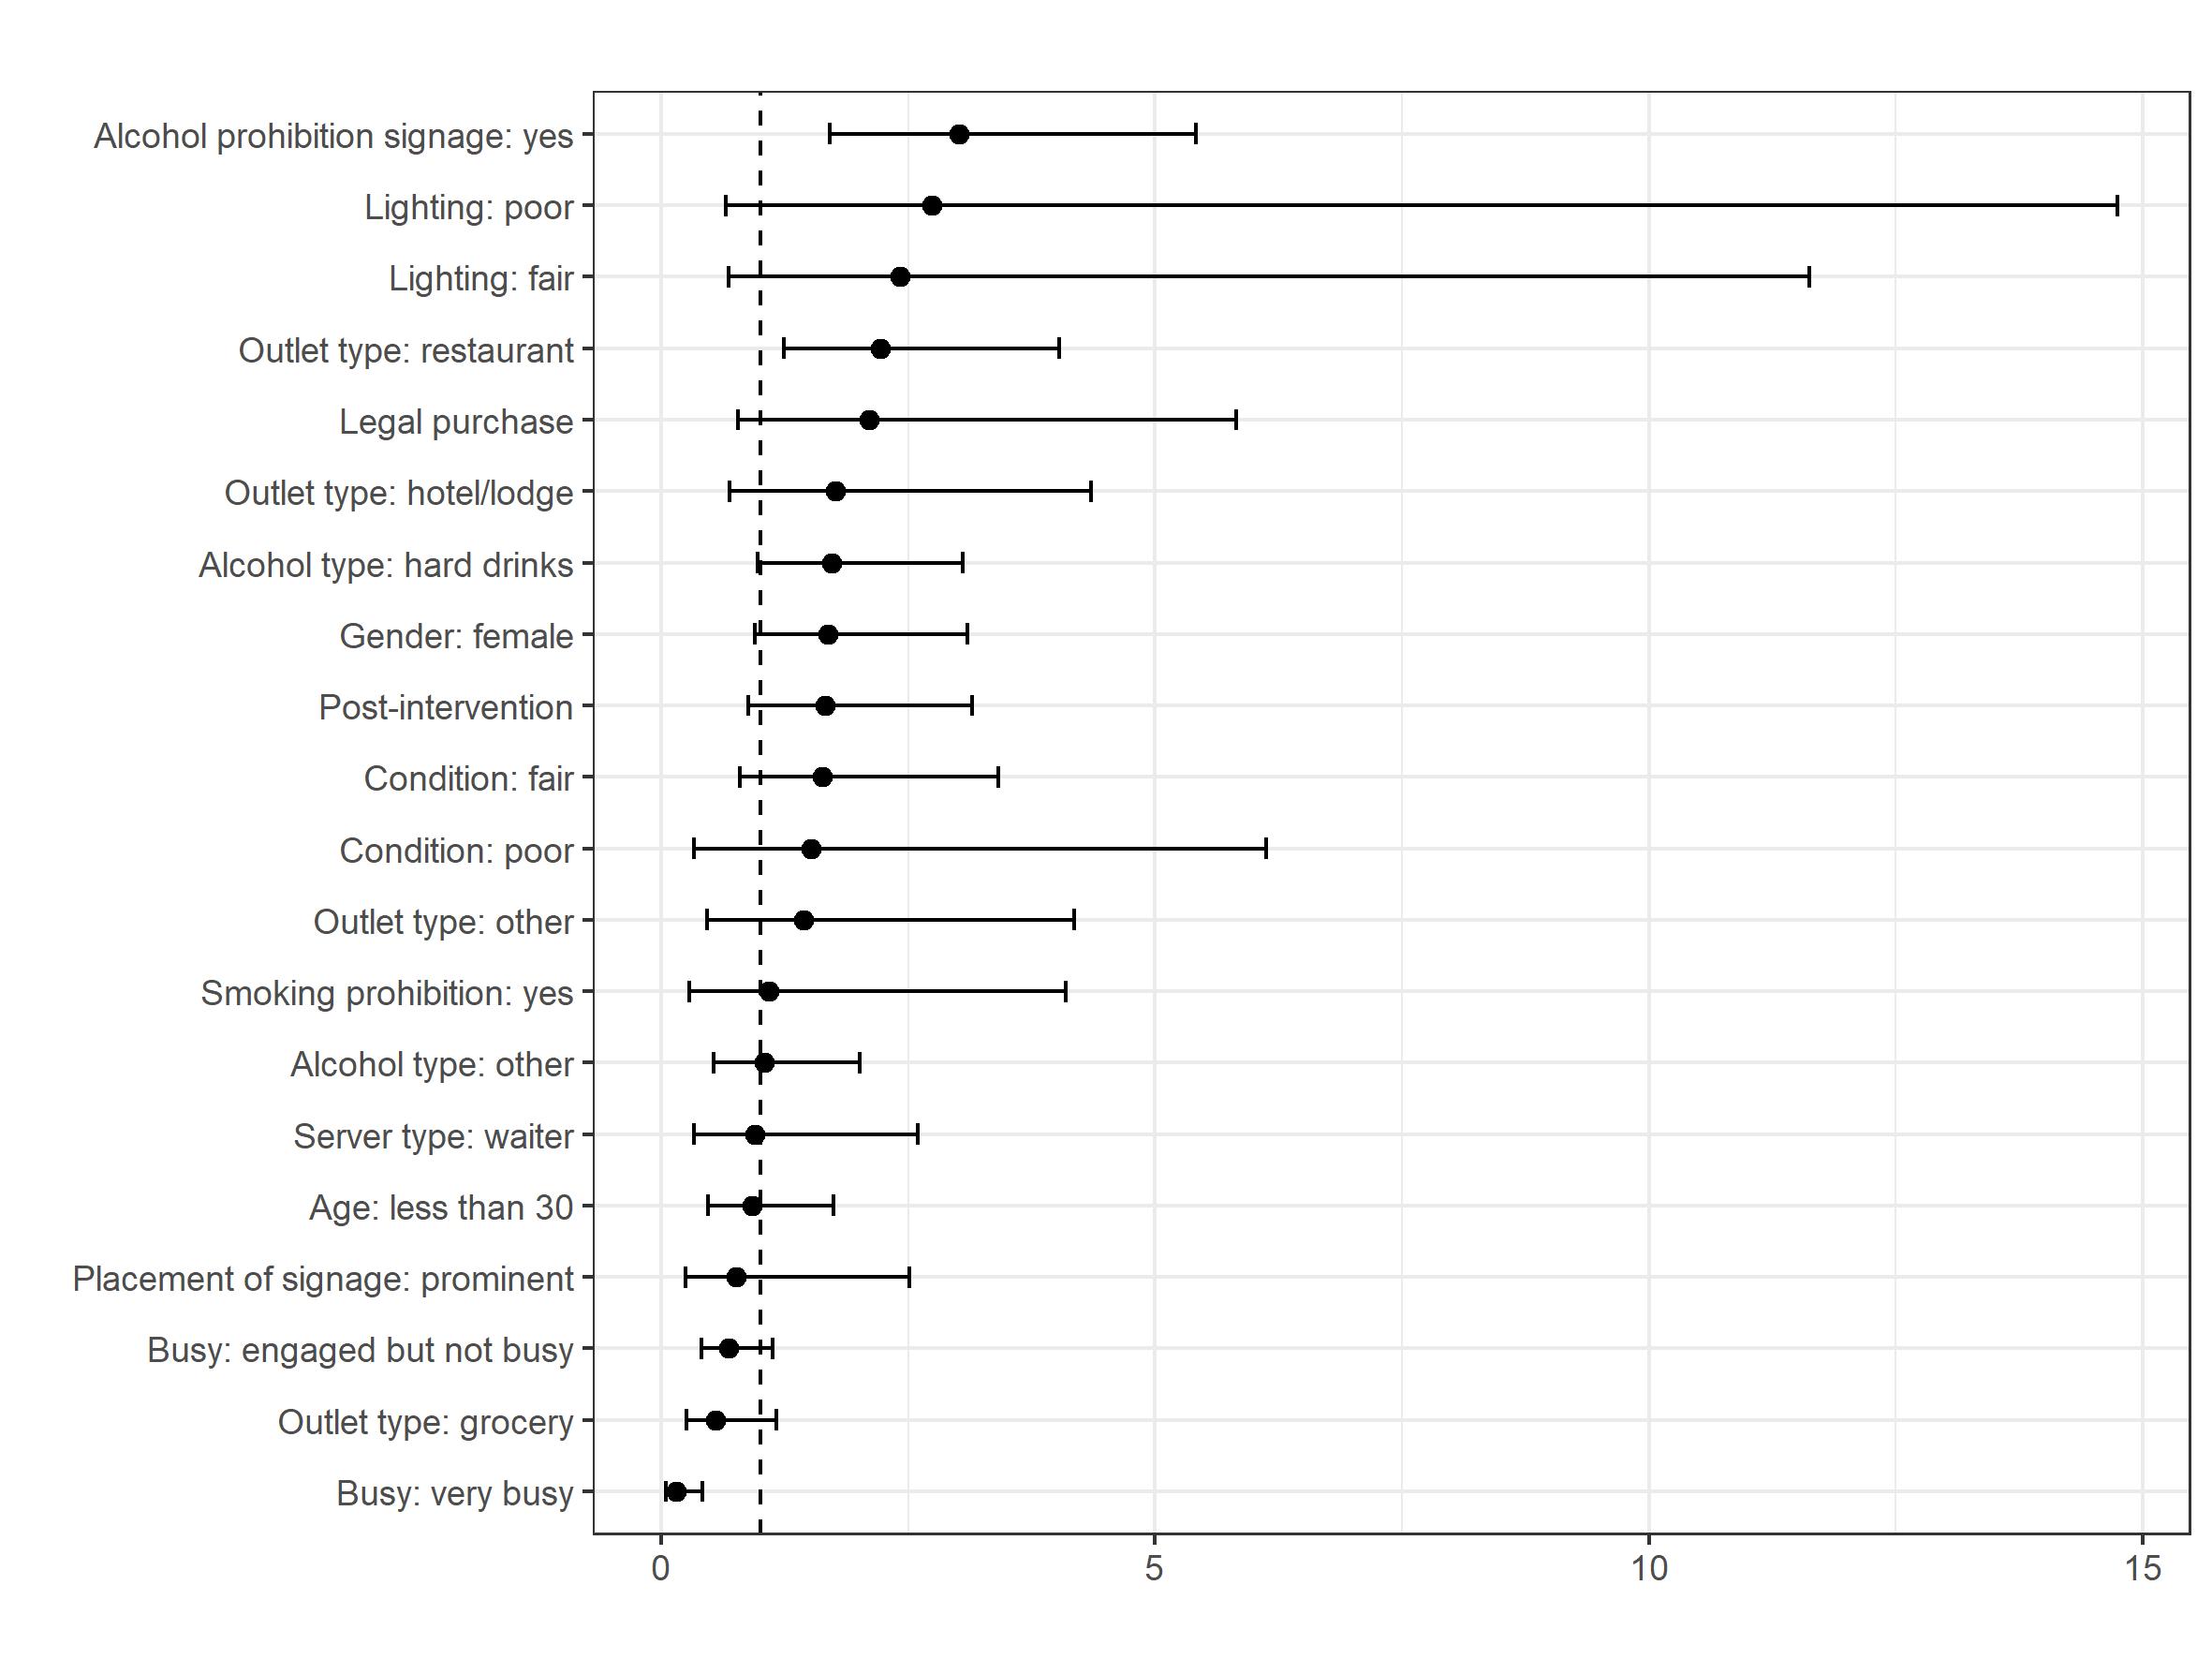 Alcohol prohibition signage: yes
Lighting: poor
Lighting: fair
Outlet type: restaurant
Legal purchase
Outlet type: hotel/lodge
Alcohol type: hard drinks
Gender: female
Post-intervention
Condition: fair
Condition: poor
Outlet type: other
Smoking prohibition: yes
Alcohol type: other
Server type: waiter
Age: less than 30
Placement of signage: prominent
Busy: engaged but not busy
Outlet type: grocery
Busy: very busy
0 5 10 15